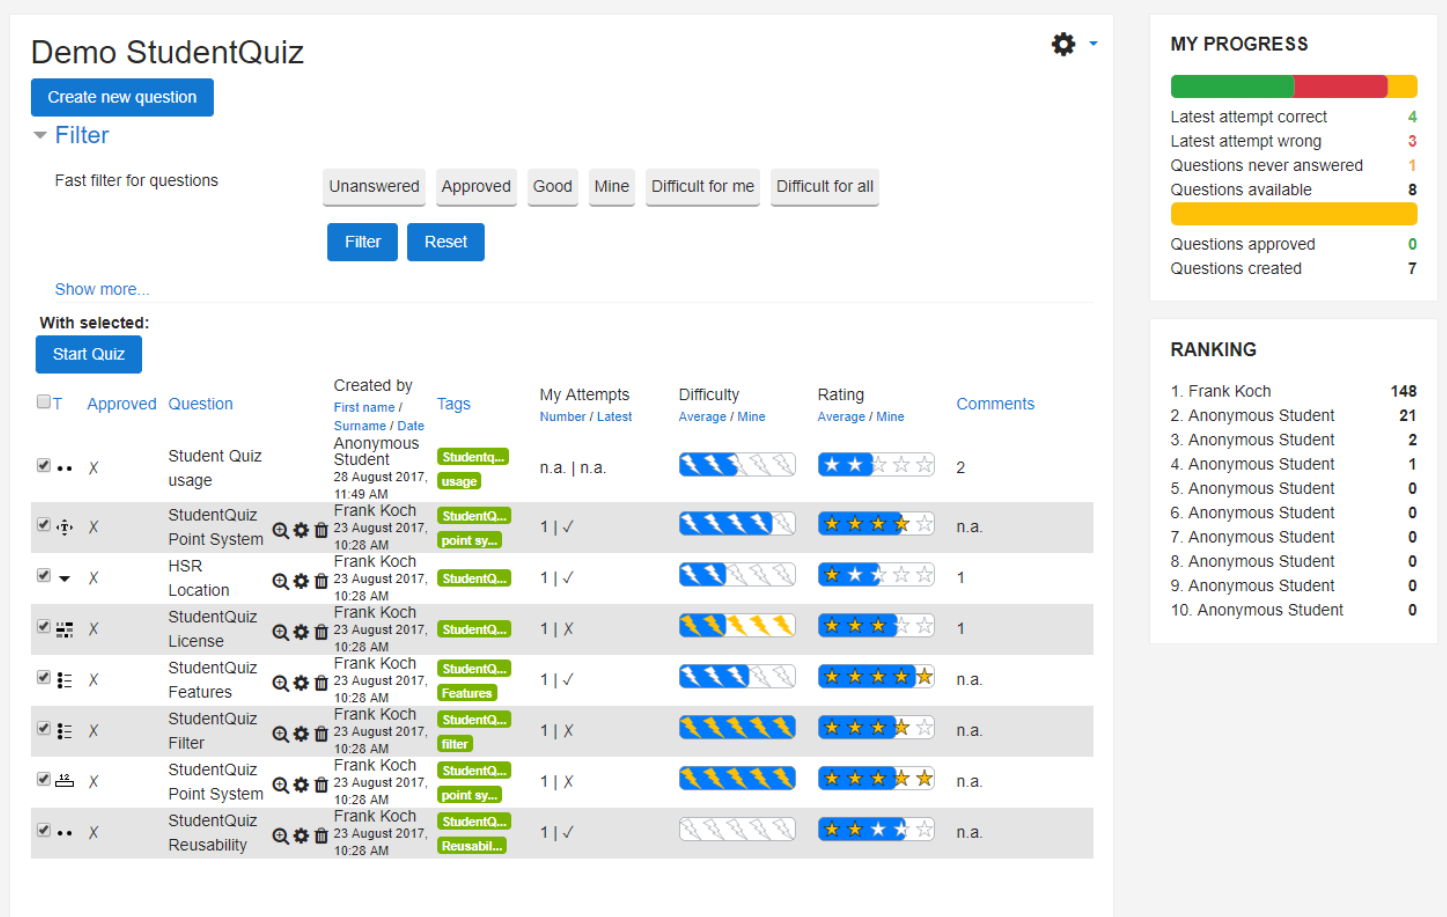 Demo StudentQuiz
Create new question
Filter
Fast filter for questions
Unanswered Approved Good Mine Difficult for me Difficult for all
Filter Reset
Show more...
With selected:
Start Quiz
T Approved Question Created by First name / Surname / Date Tags My Attempts Number / Latest Difficulty Average / Mine Rating Average / Mine Comments
X Student Quiz usage Anonymous Student 28 August 2017, 11:49 AM Studentq... usage n.a. | n.a. 2
T X StudentQuiz Point System Frank Koch 23 August 2017, 10:28 AM StudentQ... point sy... 1 | ✓ n.a.
X HSR Location Frank Koch 23 August 2017, 10:28 AM StudentQ... 1 | ✓ 1
X StudentQuiz License Frank Koch 23 August 2017, 10:28 AM StudentQ... 1 | X 1
X StudentQuiz Features Frank Koch 23 August 2017, 10:28 AM StudentQ... Features 1 | ✓ n.a.
X StudentQuiz Filter Frank Koch 23 August 2017, 10:28 AM StudentQ... filter 1 | X n.a.
12 X StudentQuiz Point System Frank Koch 23 August 2017, 10:28 AM StudentQ... point sy... 1 | X n.a.
X StudentQuiz Reusability Frank Koch 23 August 2017, 10:28 AM StudentQ... Reusabil... 1 | ✓ n.a.
MY PROGRESS
Latest attempt correct 4
Latest attempt wrong 3
Questions never answered 1
Questions available 8
Questions approved 0
Questions created 7
RANKING
1. Frank Koch 148
2. Anonymous Student 21
3. Anonymous Student 2
4. Anonymous Student 1
5. Anonymous Student 0
6. Anonymous Student 0
7. Anonymous Student 0
8. Anonymous Student 0
9. Anonymous Student 0
10. Anonymous Student 0